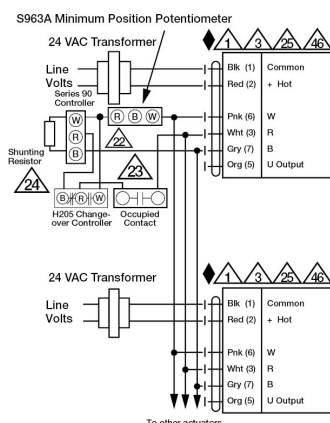 S963A Minimum Position Potentiometer
24 VAC Transformer
1 3 25 46
Line
Volts
Blk (1) Common
Red (2) + Hot
Series 90
Controller
W
R
B
R B W
Pnk (6) W
Wht (3) R
Gry (7) B
Org (5) U Output
22
23
Shunting
Resistor
24
B R W
H205 Change-
over Controller
Occupied
Contact
24 VAC Transformer
1 3 25 46
Line
Volts
Blk (1) Common
Red (2) + Hot
Pnk (6) W
Wht (3) R
Gry (7) B
Org (5) U Output
To other actuators